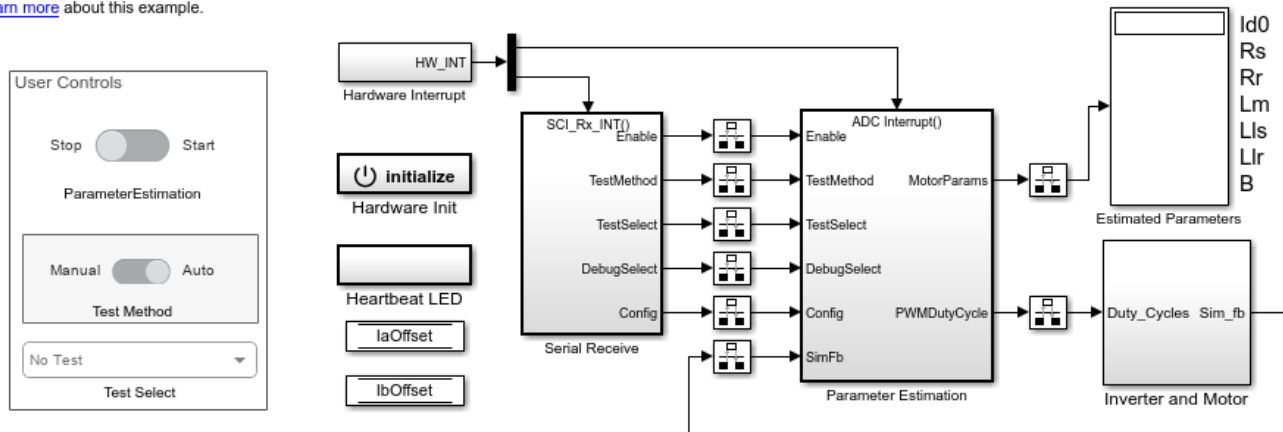 arn more about this example.
User Controls
Stop
Start
ParameterEstimation
Manual
Auto
Test Method
No Test
Test Select
HW_INT
Hardware Interrupt
initialize
Hardware Init
Heartbeat LED
IaOffset
IbOffset
SCI_Rx_INT()
Enable
TestMethod
TestSelect
DebugSelect
Config
Serial Receive
ADC Interrupt()
Enable
TestMethod
MotorParams
TestSelect
DebugSelect
Config
PWMDutyCycle
SimFb
Parameter Estimation
Id0
Rs
Rr
Lm
Lls
Llr
B
Estimated Parameters
Duty_Cycles
Sim_fb
Inverter and Motor